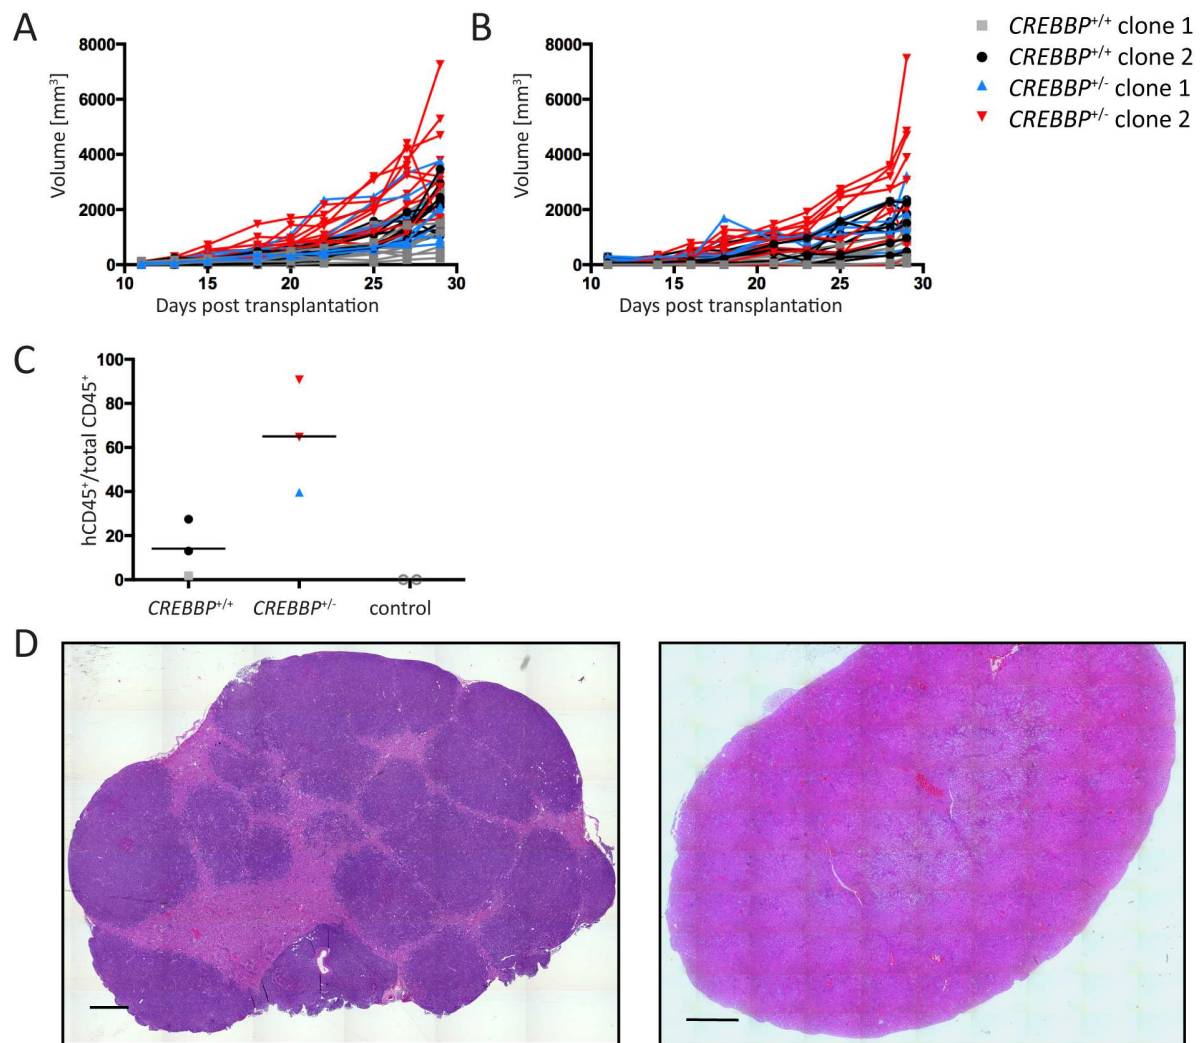 A
8000
6000
4000
2000
0
Volume [mm³]
10 15 20 25 30
Days post transplantation
B
8000
6000
4000
2000
0
Volume [mm³]
10 15 20 25 30
Days post transplantation
CREBBP⁺/⁺ clone 1
CREBBP⁺/⁺ clone 2
CREBBP⁺/⁻ clone 1
CREBBP⁺/⁻ clone 2
C
100
80
60
40
20
0
hCD45⁺/total CD45⁺
CREBBP⁺/⁺ CREBBP⁺/⁻ control
D